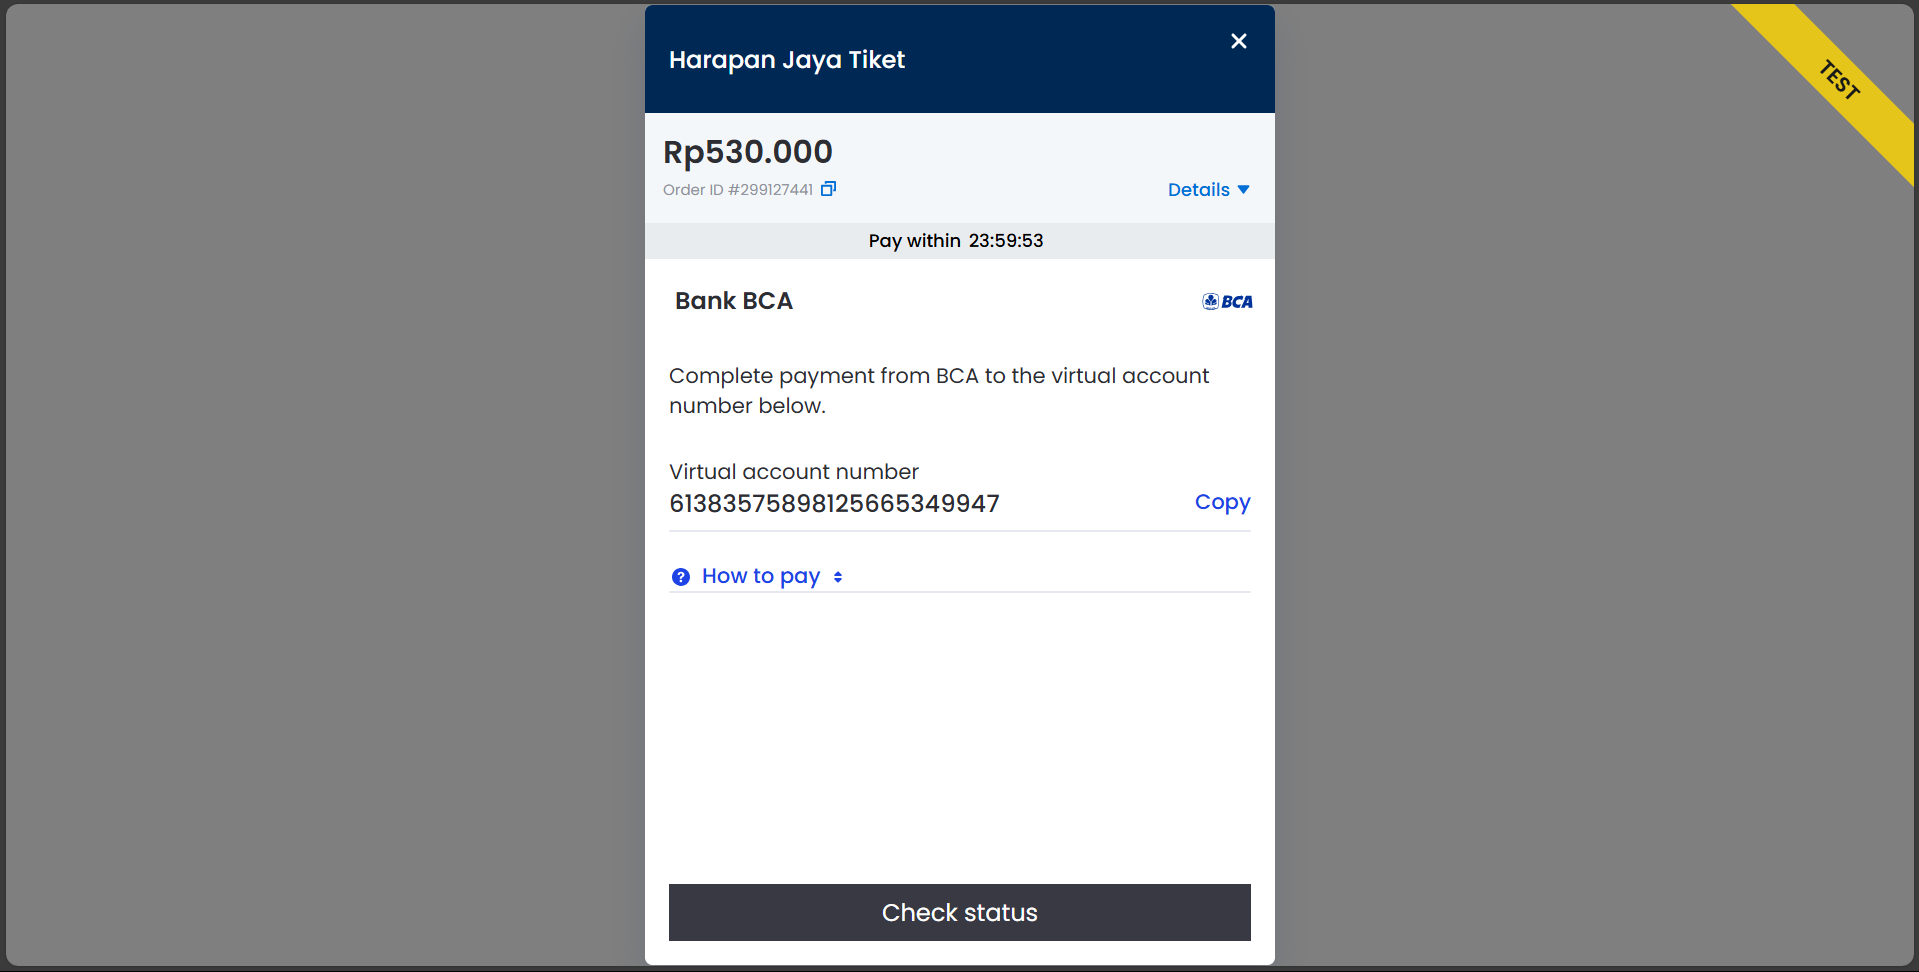 Harapan Jaya Tiket
TEST
Rp530.000
Order ID #299127441
Details
Pay within 23:59:53
Bank BCA
BCA
Complete payment from BCA to the virtual account
number below.
Virtual account number
61383575898125665349947
Copy
? How to pay
Check status